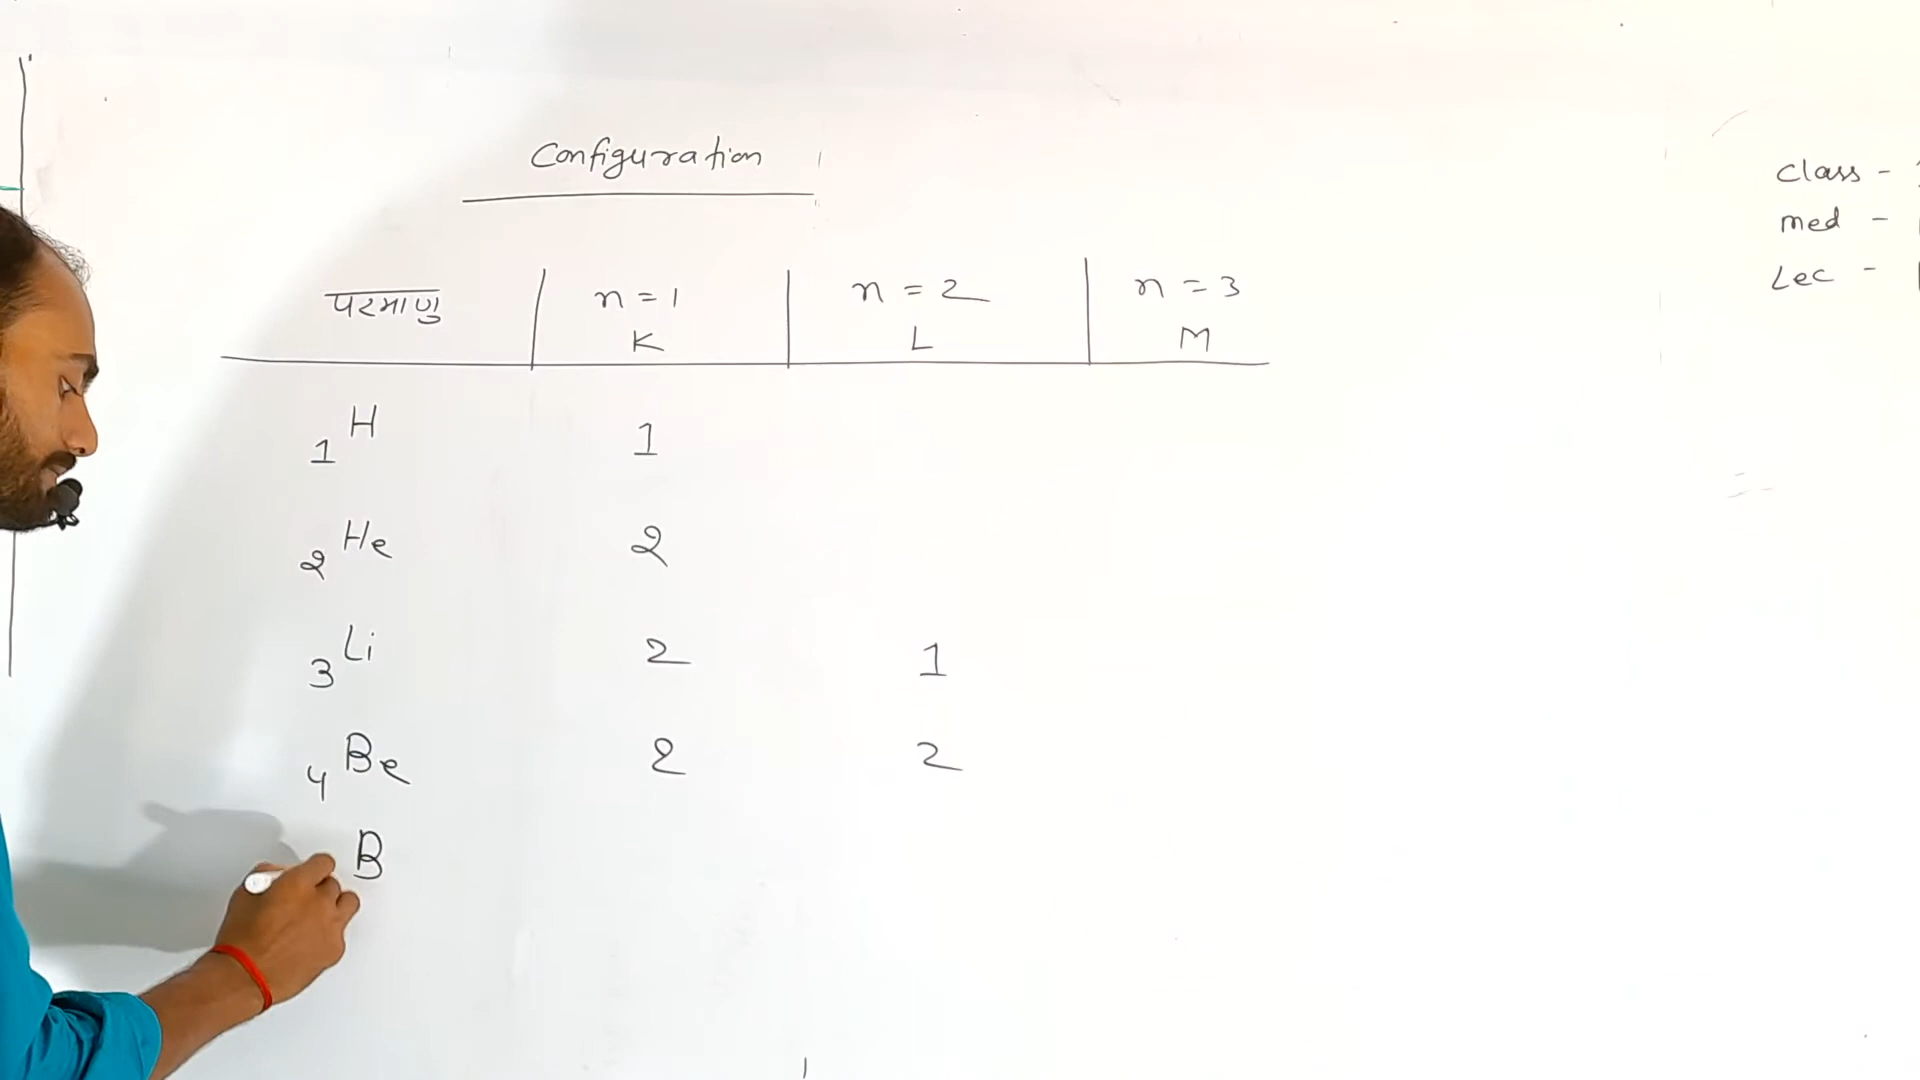 Configuration
परमाणु n = 1 n = 2 n = 3
K L M
1H 1
2He 2
3Li 2 1
4Be 2 2
B
Class -
med -
Lec -